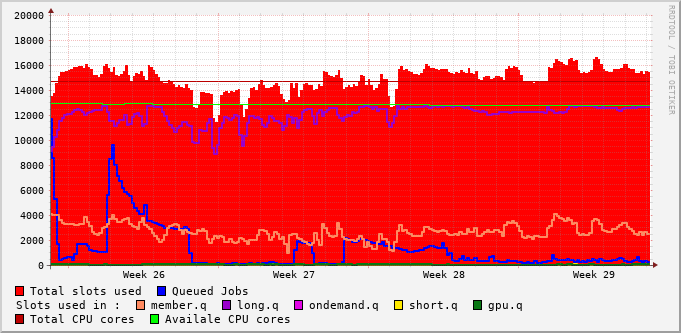 20000
18000
16000
14000
12000
10000
8000
6000
4000
2000
0
Week 26 Week 27 Week 28 Week 29
RRDTOOL / TOBI OETIKER
Total slots used Queued Jobs
Slots used in : member.q long.q ondemand.q short.q gpu.q
Total CPU cores Availale CPU cores